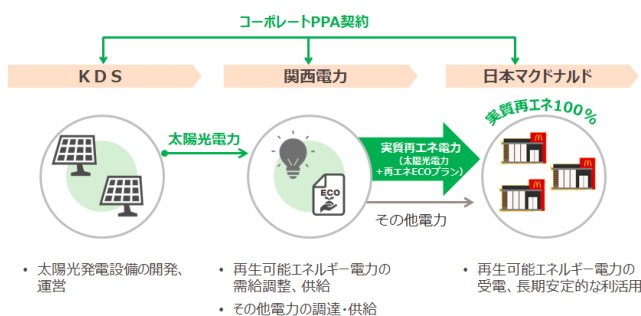 コーポレートPPA契約
KDS
関西電力
日本マクドナルド
実質再エネ100%
太陽光電力
実質再エネ電力
(太陽光電力
+再エネECOプラン)
ECO
その他電力
• 太陽光発電設備の開発、
運営
• 再生可能エネルギー電力の
需給調整、供給
• その他電力の調達・供給
• 再生可能エネルギー電力の
受電、長期安定的な利活用